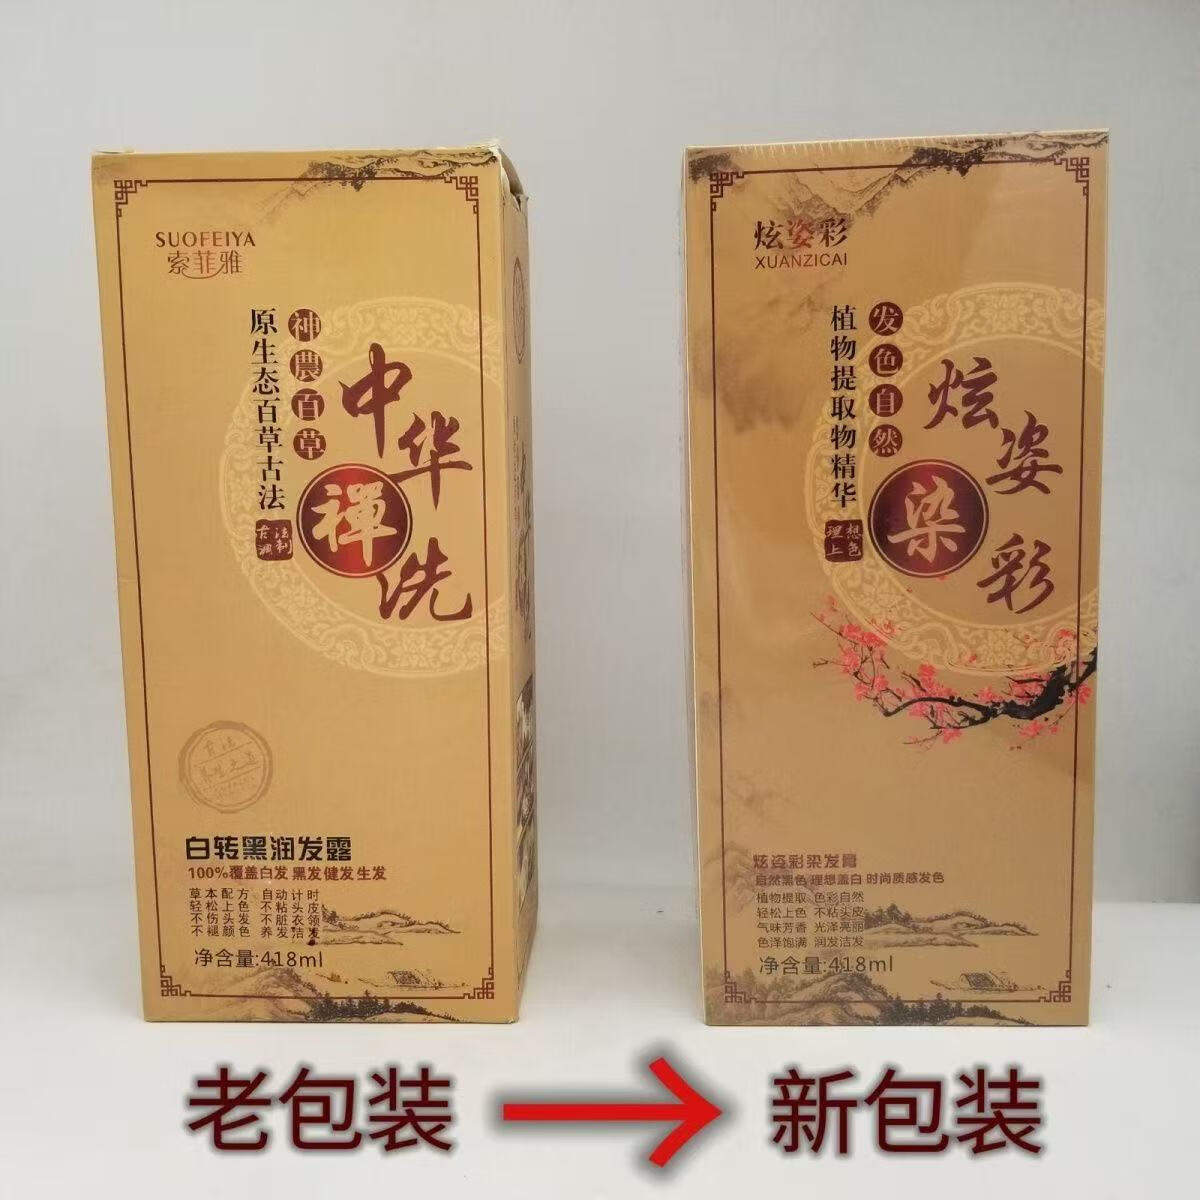 SUOFEIYA
索菲雅
神農百草
原生态百草古法
古法
润制
中华禪洗
古法
养生之道
白转黑润发露
100%覆盖白发 黑发健发生发
草本配方 自动计时
轻松上色 不粘头皮
不伤头发 不脏衣领
不褪颜色 养发洁发
净含量:418ml
炫姿彩
XUANZICAI
发色自然
植物提取物精华
理想
上色
炫姿彩
染
炫姿彩染发膏
自然黑色 理想盖白 时尚质感发色
植物提取 色彩自然
轻松上色 不粘头皮
气味芳香 光泽亮丽
色泽饱满 润发洁发
净含量:418ml
老包装
新包装